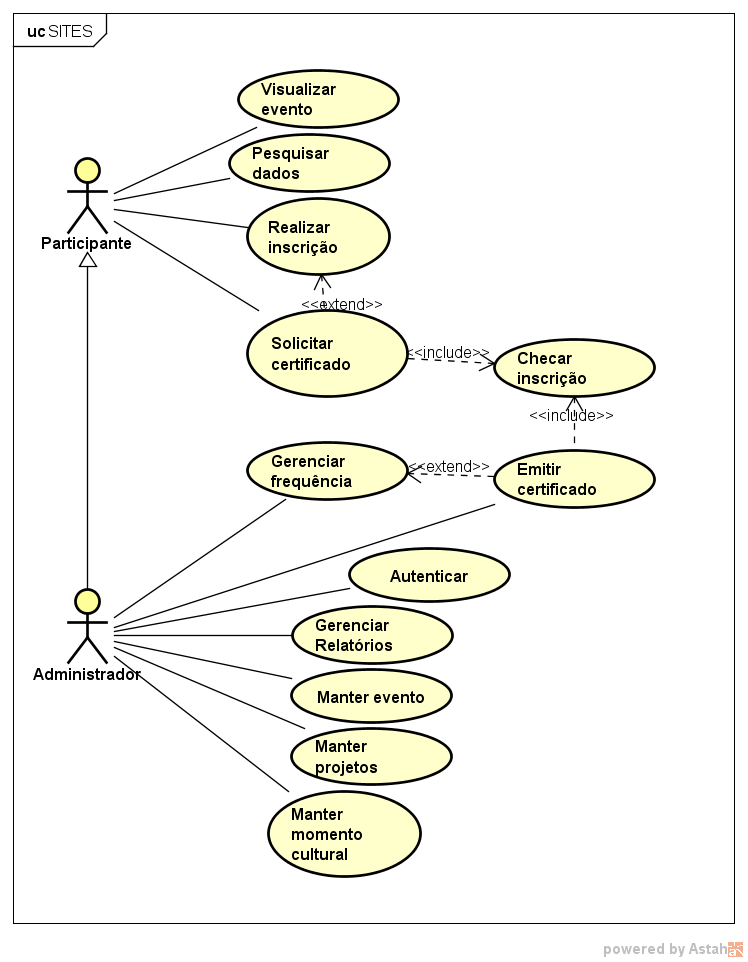 uc SITES
Visualizar
evento
Pesquisar
dados
Participante
Realizar
inscrição
<<extend>>
Solicitar
certificado
<<include>>
Checar
inscrição
<<include>>
Gerenciar
frequência
<<extend>>
Emitir
certificado
Autenticar
Gerenciar
Relatórios
Administrador
Manter evento
Manter
projetos
Manter
momento
cultural
powered by Astah